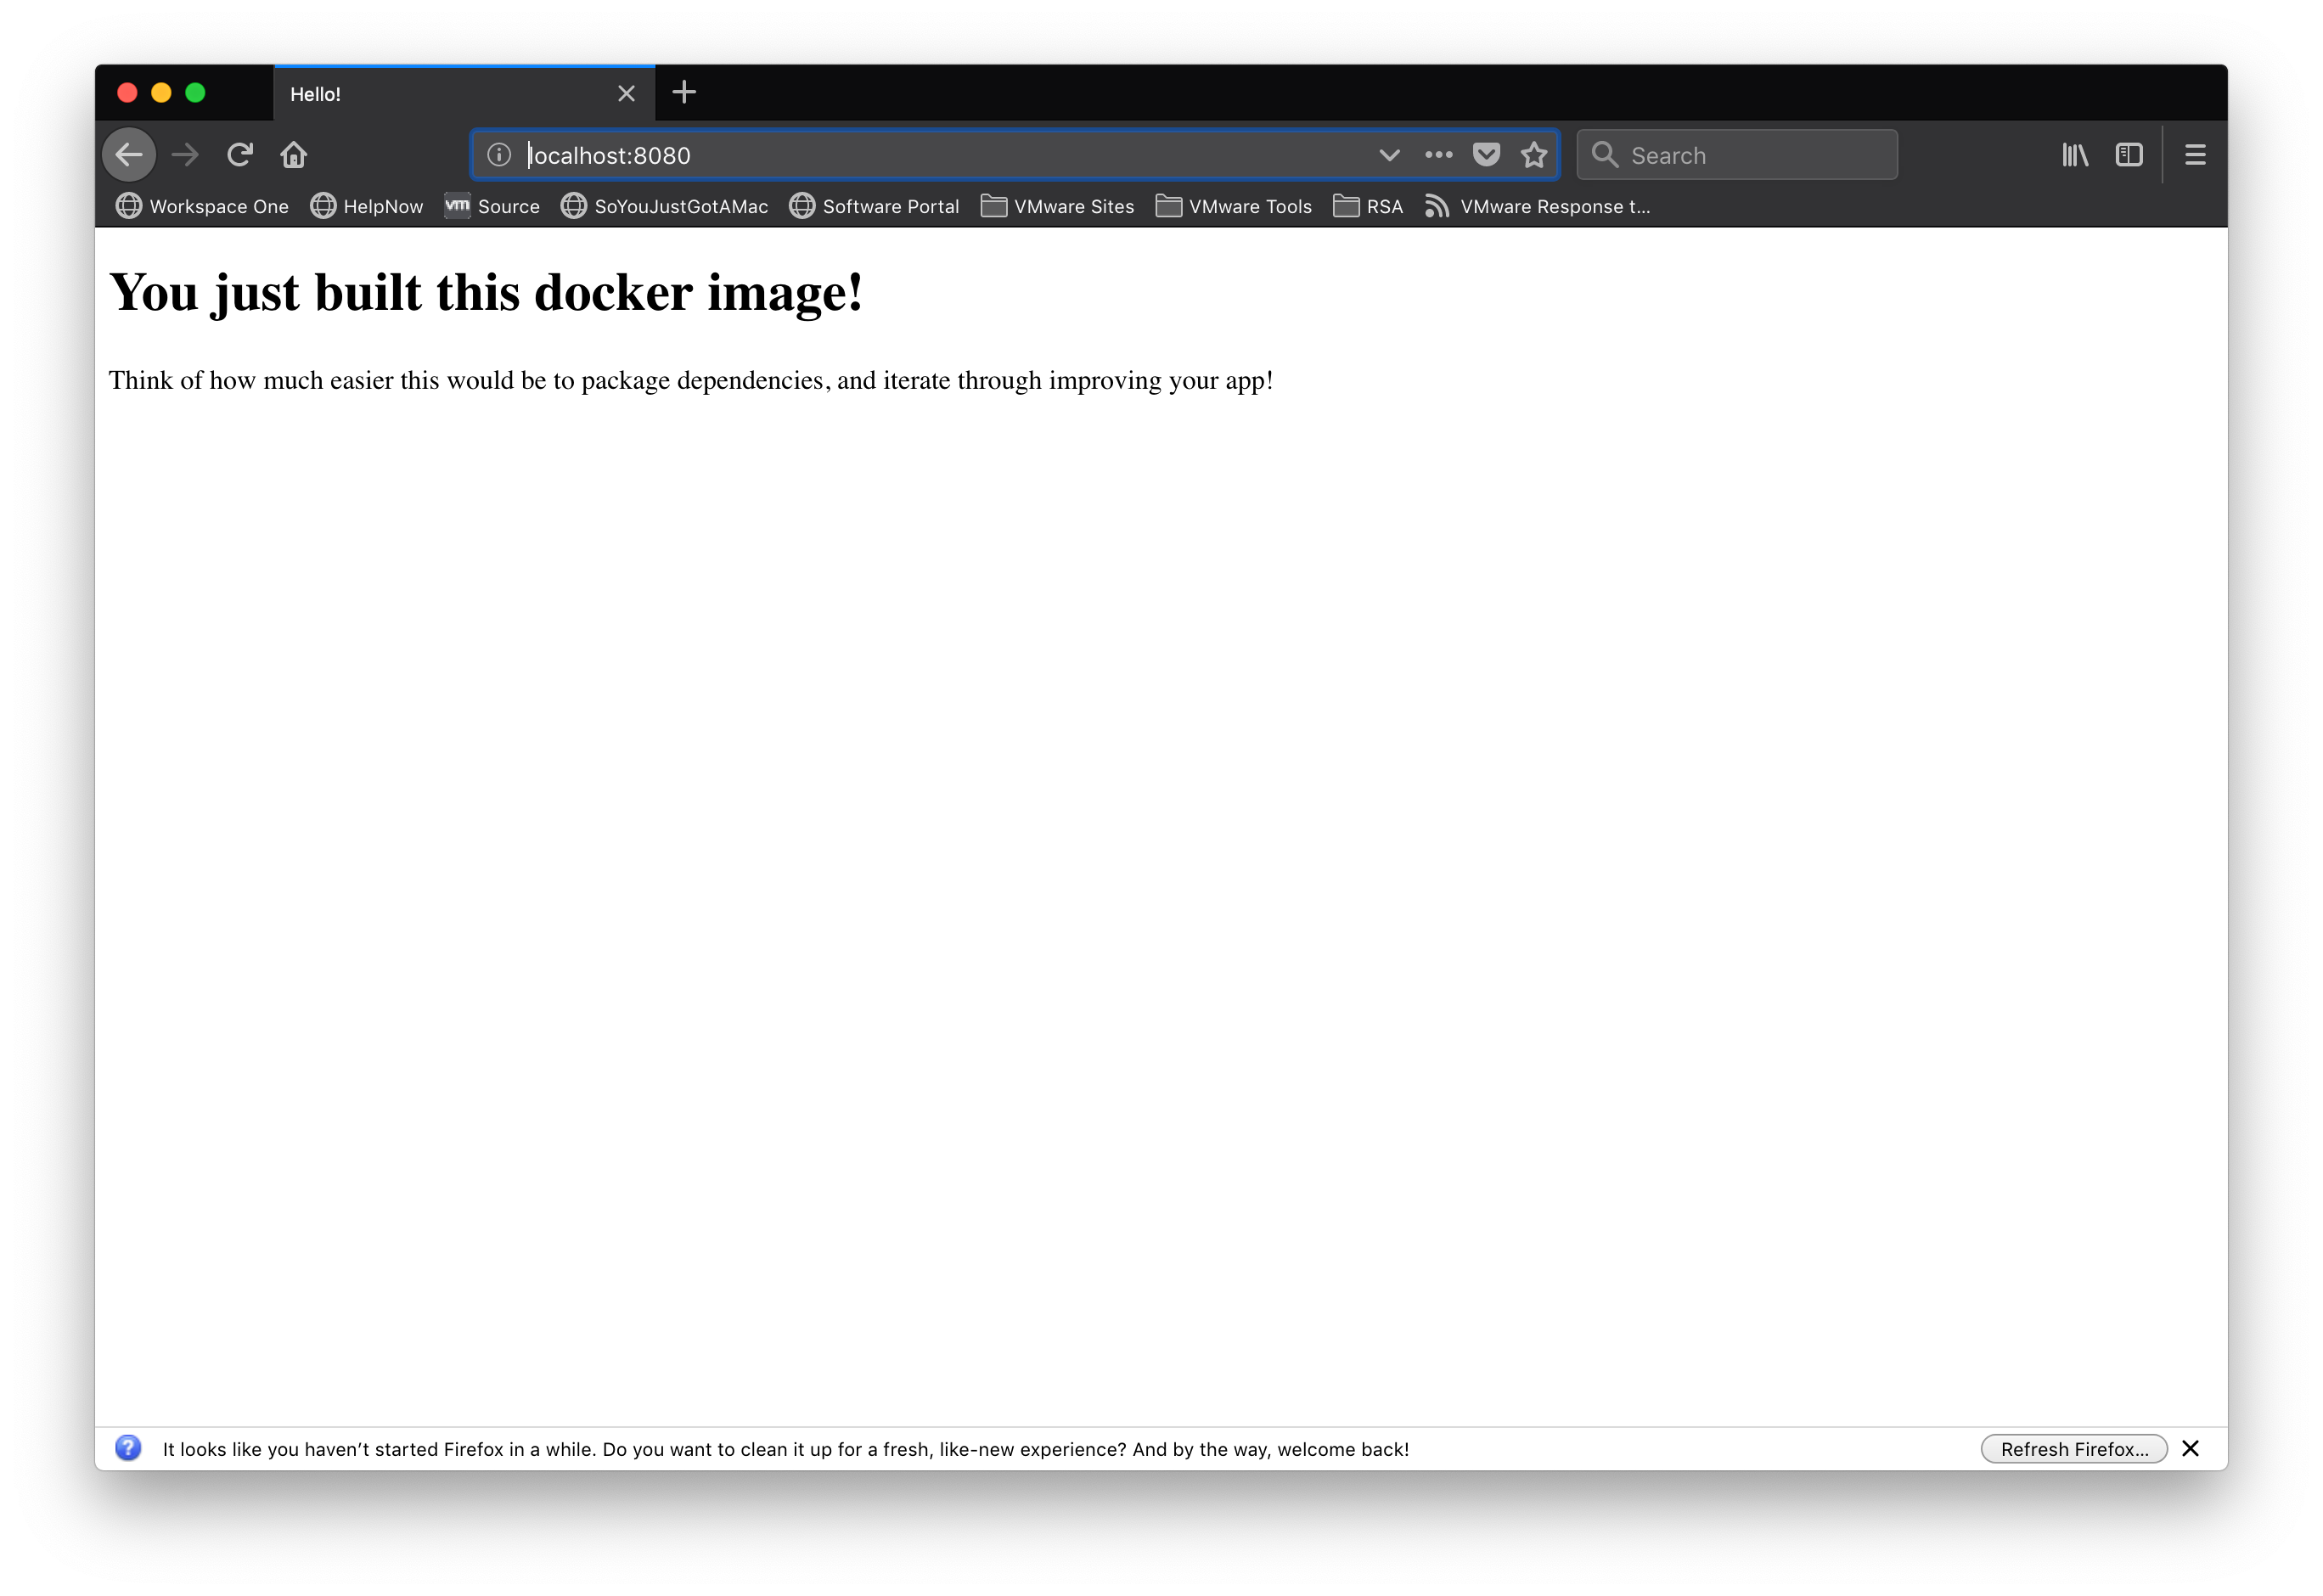 Hello!
localhost:8080
Search
Workspace One HelpNow vm Source SoYouJustGotAMac Software Portal VMware Sites VMware Tools RSA VMware Response t...
You just built this docker image!
Think of how much easier this would be to package dependencies, and iterate through improving your app!
It looks like you haven’t started Firefox in a while. Do you want to clean it up for a fresh, like-new experience? And by the way, welcome back! Refresh Firefox...